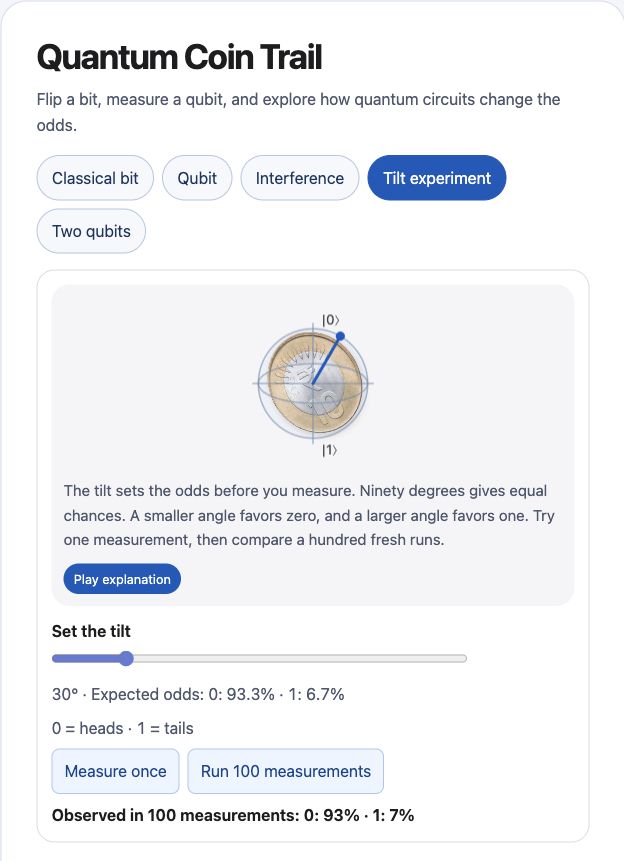 Quantum Coin Trail
Flip a bit, measure a qubit, and explore how quantum circuits change the
odds.
Classical bit
Qubit
Interference
Tilt experiment
Two qubits
|0⟩
|1⟩
The tilt sets the odds before you measure. Ninety degrees gives equal
chances. A smaller angle favors zero, and a larger angle favors one. Try
one measurement, then compare a hundred fresh runs.
Play explanation
Set the tilt
30° · Expected odds: 0: 93.3% · 1: 6.7%
0 = heads · 1 = tails
Measure once
Run 100 measurements
Observed in 100 measurements: 0: 93% · 1: 7%